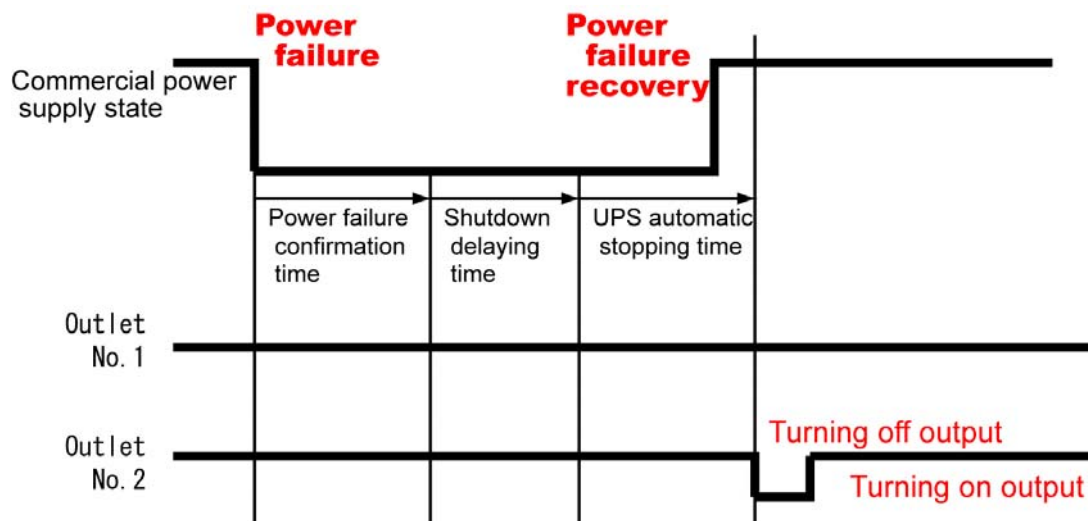 Power
failure
Power
failure
recovery
Commercial power
supply state
Power failure
confirmation
time
Shutdown
delaying
time
UPS automatic
stopping time
Outlet
No.1
Outlet
No.2
Turning off output
Turning on output